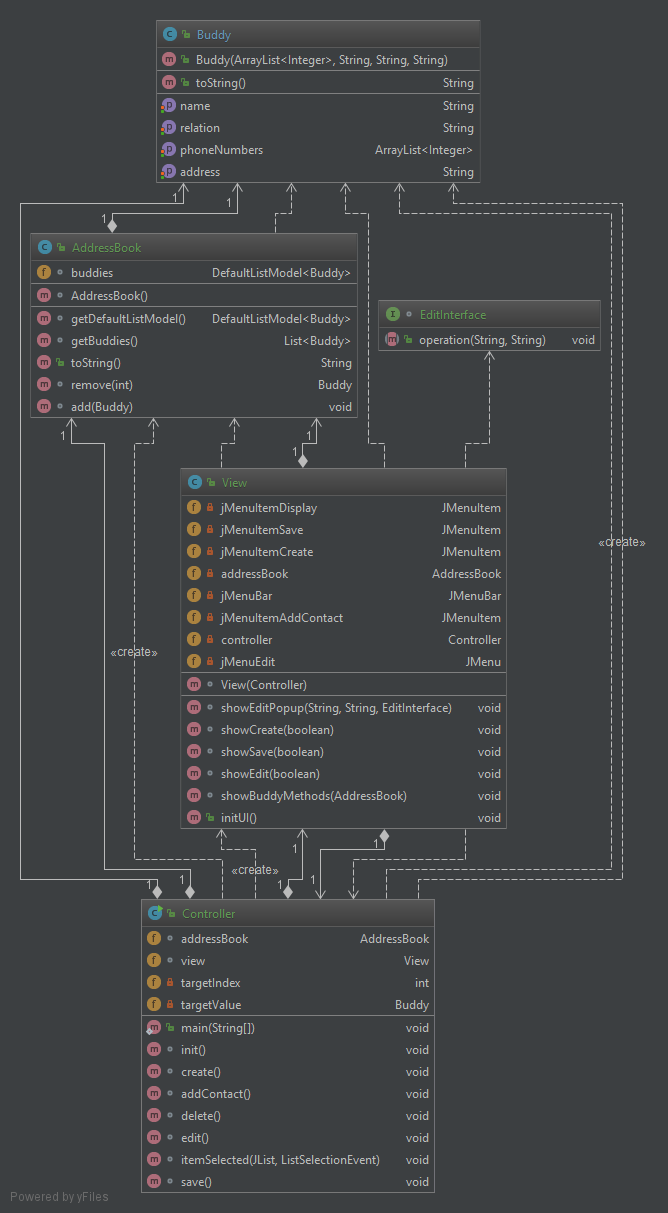 Buddy
Buddy(ArrayList<Integer>, String, String, String)
toString() String
name String
relation String
phoneNumbers ArrayList<Integer>
address String
1 1
1
AddressBook
buddies DefaultListModel<Buddy>
AddressBook()
getDefaultListModel() DefaultListModel<Buddy>
getBuddies() List<Buddy>
toString() String
remove(int) Buddy
add(Buddy) void
EditInterface
operation(String, String) void
1 1
1
View
jMenuItemDisplay JMenuItem
jMenuItemSave JMenuItem
jMenuItemCreate JMenuItem
addressBook AddressBook
jMenuBar JMenuBar
jMenuItemAddContact JMenuItem
controller Controller
jMenuEdit JMenu
View(Controller)
showEditPopup(String, String, EditInterface) void
showCreate(boolean) void
showSave(boolean) void
showEdit(boolean) void
showBuddyMethods(AddressBook) void
initUI() void
«create»
«create»
1 1
«create»
1 1 1 1
Controller
addressBook AddressBook
view View
targetIndex int
targetValue Buddy
main(String[]) void
init() void
create() void
addContact() void
delete() void
edit() void
itemSelected(JList, ListSelectionEvent) void
save() void
Powered by yFiles